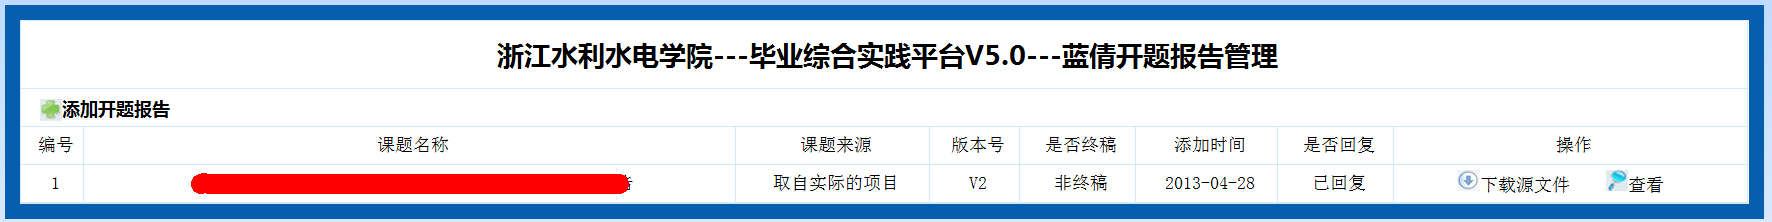 浙江水利水电学院---毕业综合实践平台V5.0---蓝倩开题报告管理
添加开题报告
编号 课题名称 课题来源 版本号 是否终稿 添加时间 是否回复 操作
1 取自实际的项目 V2 非终稿 2013-04-28 已回复 下载源文件 查看